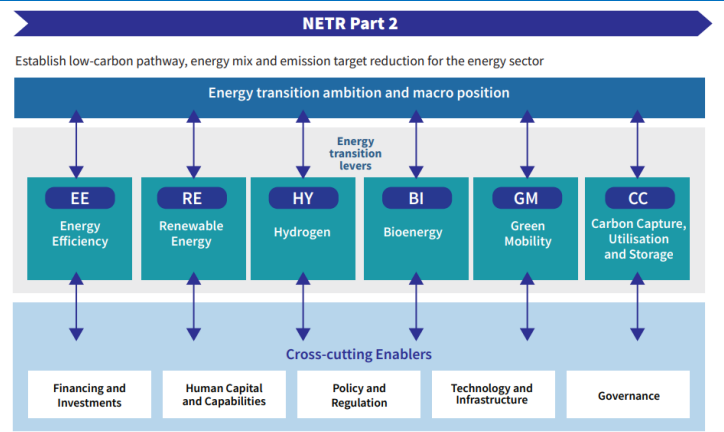 NETR Part 2
Establish low-carbon pathway, energy mix and emission target reduction for the energy sector
Energy transition ambition and macro position
Energy
transition
levers
EE
Energy
Efficiency
RE
Renewable
Energy
HY
Hydrogen
BI
Bioenergy
GM
Green
Mobility
CC
Carbon Capture,
Utilisation
and Storage
Cross-cutting Enablers
Financing and
Investments
Human Capital
and Capabilities
Policy and
Regulation
Technology and
Infrastructure
Governance